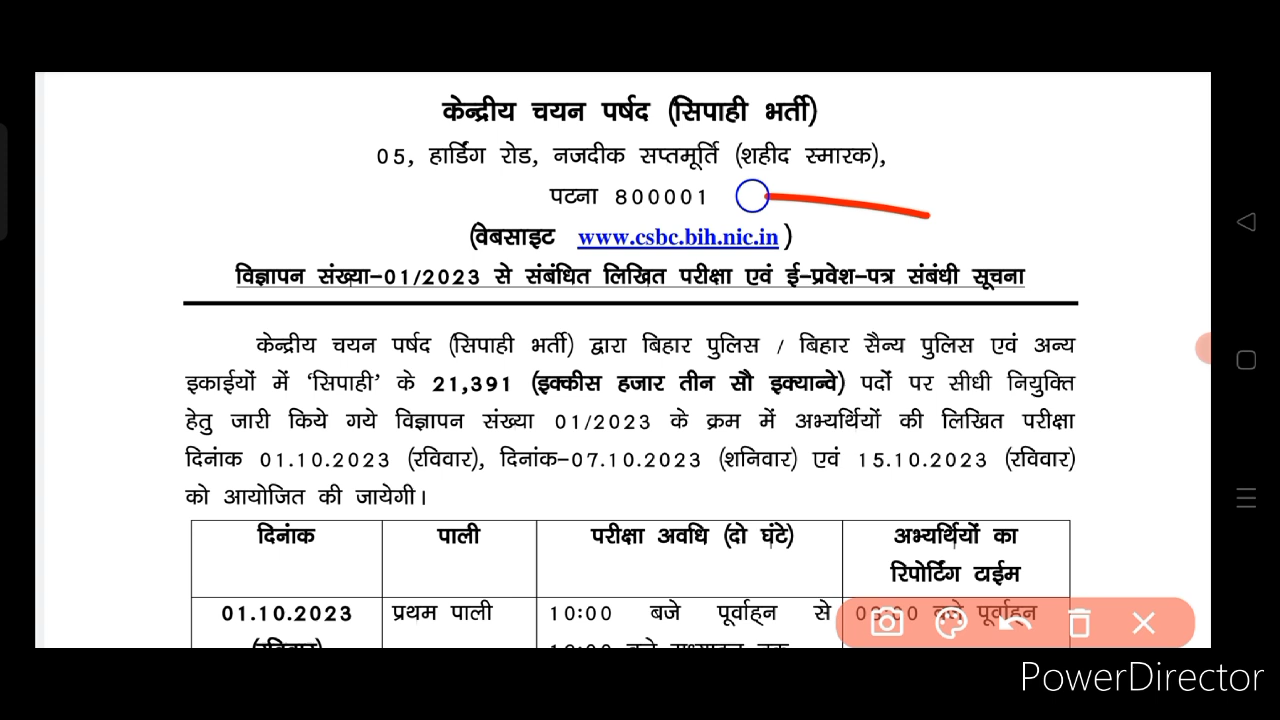 केन्द्रीय चयन पर्षद (सिपाही भर्ती)
05, हार्डिंग रोड, नजदीक सप्तमूर्ति (शहीद स्मारक),
पटना 800001
(वेबसाइट www.csbc.bih.nic.in)
विज्ञापन संख्या-01/2023 से संबंधित लिखित परीक्षा एवं ई-प्रवेश-पत्र संबंधी सूचना
केन्द्रीय चयन पर्षद (सिपाही भर्ती) द्वारा बिहार पुलिस / बिहार सैन्य पुलिस एवं अन्य
इकाईयों में ‘सिपाही’ के 21,391 (इक्कीस हजार तीन सौ इक्यान्वे) पदों पर सीधी नियुक्ति
हेतु जारी किये गये विज्ञापन संख्या 01/2023 के क्रम में अभ्यर्थियों की लिखित परीक्षा
दिनांक 01.10.2023 (रविवार), दिनांक-07.10.2023 (शनिवार) एवं 15.10.2023 (रविवार)
को आयोजित की जायेगी।
दिनांक पाली परीक्षा अवधि (दो घंटे) अभ्यर्थियों का
रिपोर्टिंग टाईम
01.10.2023 प्रथम पाली 10:00 बजे पूर्वाह्न से बजे पूर्वाह्न
PowerDirector